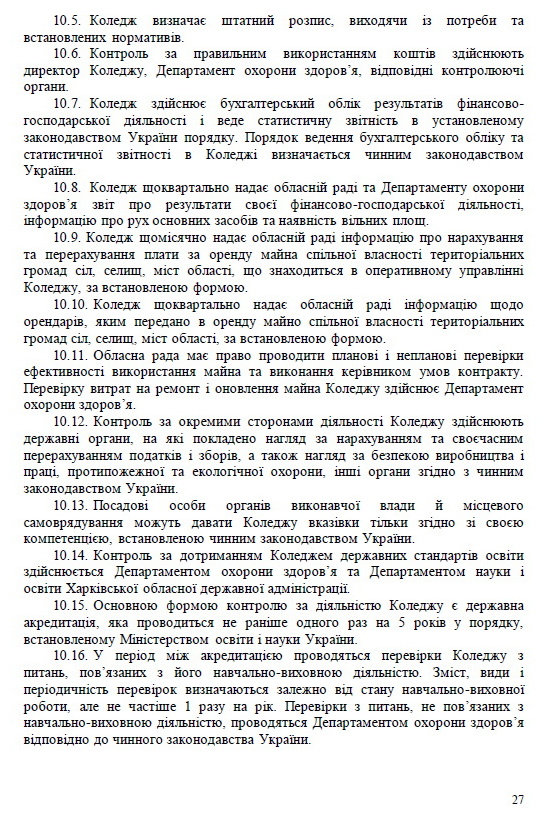 10.5. Коледж визначає штатний розпис, виходячи із потреби та
встановлених нормативів.
10.6. Контроль за правильним використанням коштів здійснюють
директор Коледжу, Департамент охорони здоров’я, відповідні контролюючі
органи.
10.7. Коледж здійснює бухгалтерський облік результатів фінансово-
господарської діяльності і веде статистичну звітність в установленому
законодавством України порядку. Порядок ведення бухгалтерського обліку та
статистичної звітності в Коледжі визначається чинним законодавством
України.
10.8. Коледж щоквартально надає обласній раді та Департаменту охорони
здоров’я звіт про результати своєї фінансово-господарської діяльності,
інформацію про рух основних засобів та наявність вільних площ.
10.9. Коледж щомісячно надає обласній раді інформацію про нарахування
та перерахування плати за оренду майна спільної власності територіальних
громад сіл, селищ, міст області, що знаходиться в оперативному управлінні
Коледжу, за встановленою формою.
10.10. Коледж щоквартально надає обласній раді інформацію щодо
орендарів, яким передано в оренду майно спільної власності територіальних
громад сіл, селищ, міст області, за встановленою формою.
10.11. Обласна рада має право проводити планові і непланові перевірки
ефективності використання майна та виконання керівником умов контракту.
Перевірку витрат на ремонт і оновлення майна Коледжу здійснює Департамент
охорони здоров’я.
10.12. Контроль за окремими сторонами діяльності Коледжу здійснюють
державні органи, на які покладено нагляд за нарахуванням та своєчасним
перерахуванням податків і зборів, а також нагляд за безпекою виробництва і
праці, протипожежної та екологічної охорони, інші органи згідно з чинним
законодавством України.
10.13. Посадові особи органів виконавчої влади й місцевого
самоврядування можуть давати Коледжу вказівки тільки згідно зі своєю
компетенцією, встановленою чинним законодавством України.
10.14. Контроль за дотриманням Коледжем державних стандартів освіти
здійснюється Департаментом охорони здоров’я та Департаментом науки і
освіти Харківської обласної державної адміністрації.
10.15. Основною формою контролю за діяльністю Коледжу є державна
акредитація, яка проводиться не раніше одного раз на 5 років у порядку,
встановленому Міністерством освіти і науки України.
10.16. У період між акредитацією проводяться перевірки Коледжу з
питань, пов’язаних з його навчально-виховною діяльністю. Зміст, види і
періодичність перевірок визначаються залежно від стану навчально-виховної
роботи, але не частіше 1 разу на рік. Перевірки з питань, не пов’язаних з
навчально-виховною діяльністю, проводяться Департаментом охорони здоров’я
відповідно до чинного законодавства України.
27